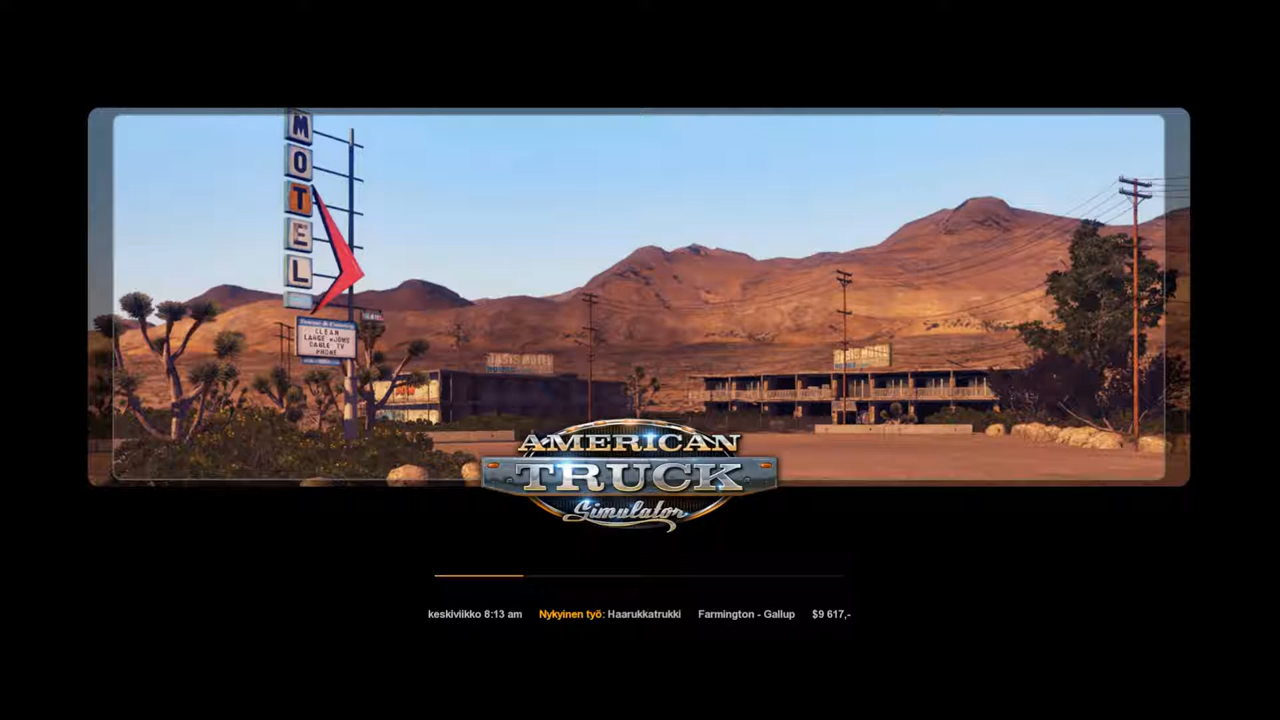 MOTEL
CLEAN
LARGE ROOMS
CABLE TV
PHONE
AMERICAN
TRUCK
Simulator
keskiviikko 8:13 am Nykyinen työ: Haarukkatrukki Farmington - Gallup $9 617,-